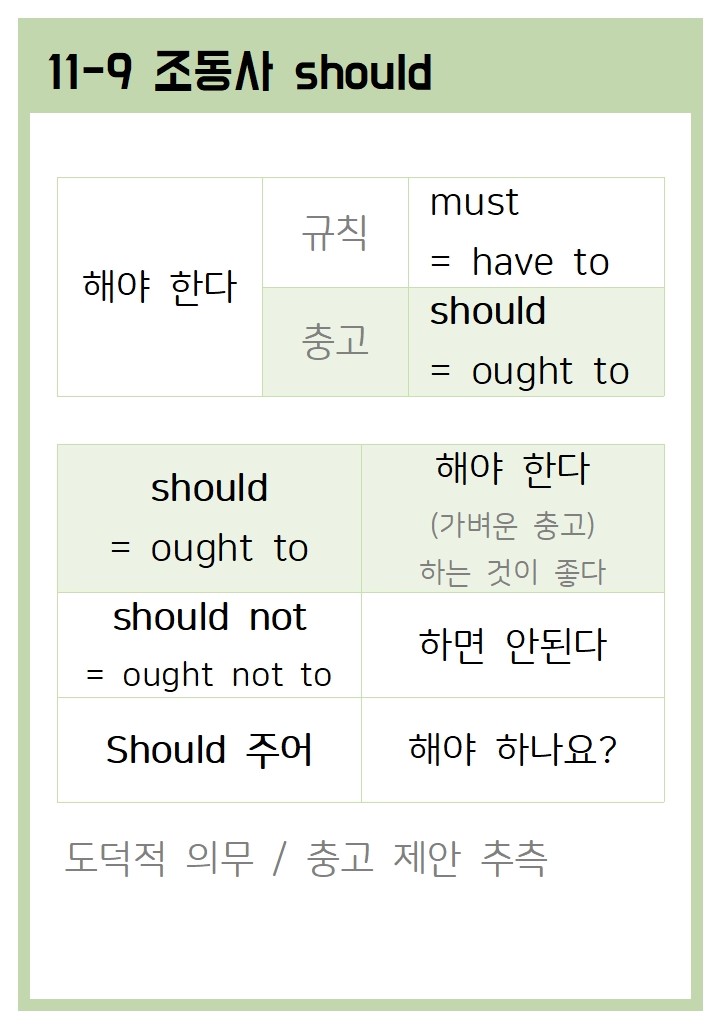 11-9 조동사 should
해야 한다
규칙
must
= have to
충고
should
= ought to
should
= ought to
해야 한다
(가벼운 충고)
하는 것이 좋다
should not
= ought not to
하면 안된다
Should 주어
해야 하나요?
도덕적 의무 / 충고 제안 추측